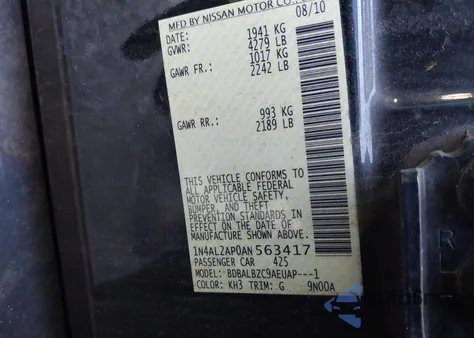 MFD BY NISSAN MOTOR CO.
DATE: 08/10
GVWR: 1941 KG
4279 LB
GAWR FR.: 1017 KG
2242 LB
GAWR RR.: 993 KG
2189 LB
THIS VEHICLE CONFORMS TO
ALL APPLICABLE FEDERAL
MOTOR VEHICLE SAFETY,
BUMPER, AND THEFT
PREVENTION STANDARDS IN
EFFECT ON THE DATE OF
MANUFACTURE SHOWN ABOVE.
1N4AL2AP0AN 563417
PASSENGER CAR 425
MODEL: BDBALBZC9AEUAP---1
COLOR: KH3 TRIM: G 9N00A